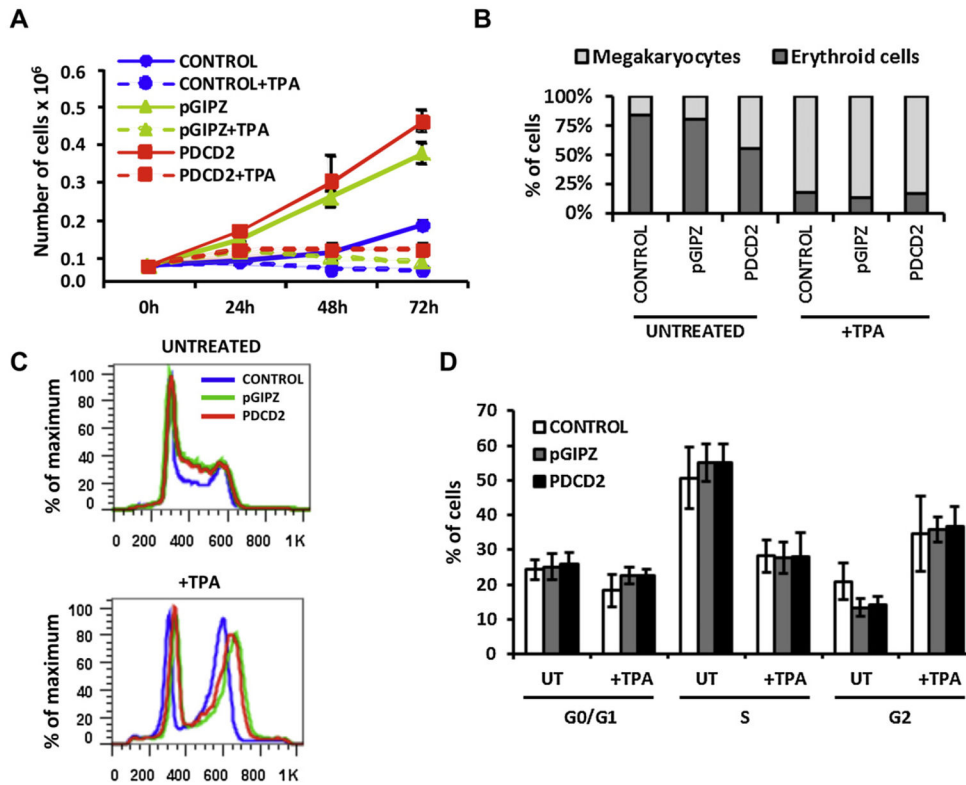 A
CONTROL
CONTROL+TPA
pGIPZ
pGIPZ+TPA
PDCD2
PDCD2+TPA
Number of cells x 10⁶
0.6
0.5
0.4
0.3
0.2
0.1
0.0
0h 24h 48h 72h
B
Megakaryocytes Erythroid cells
% of cells
100%
75%
50%
25%
0%
CONTROL pGIPZ PDCD2 CONTROL pGIPZ PDCD2
UNTREATED +TPA
C
UNTREATED
% of maximum
100
80
60
40
20
0
CONTROL
pGIPZ
PDCD2
0 200 400 600 800 1K
+TPA
% of maximum
100
80
60
40
20
0
0 200 400 600 800 1K
D
% of cells
70
60
50
40
30
20
10
0
CONTROL
pGIPZ
PDCD2
UT +TPA UT +TPA UT +TPA
G0/G1 S G2